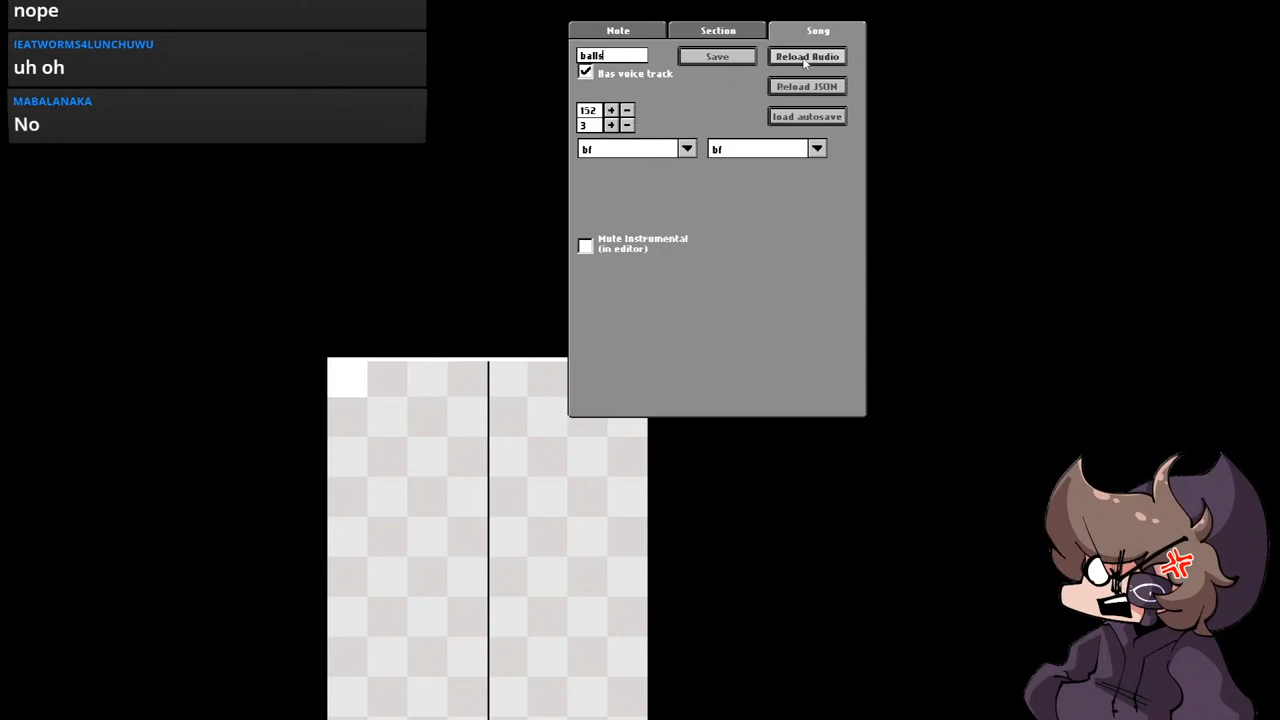 nope
IEATWORMS4LUNCHUWU
uh oh
MABALANAKA
No
Note Section Song
balls Save Reload Audio
Has voice track
Reload JSON
152 + -
load autosave
3 + -
bf bf
Mute Instrumental
(in editor)